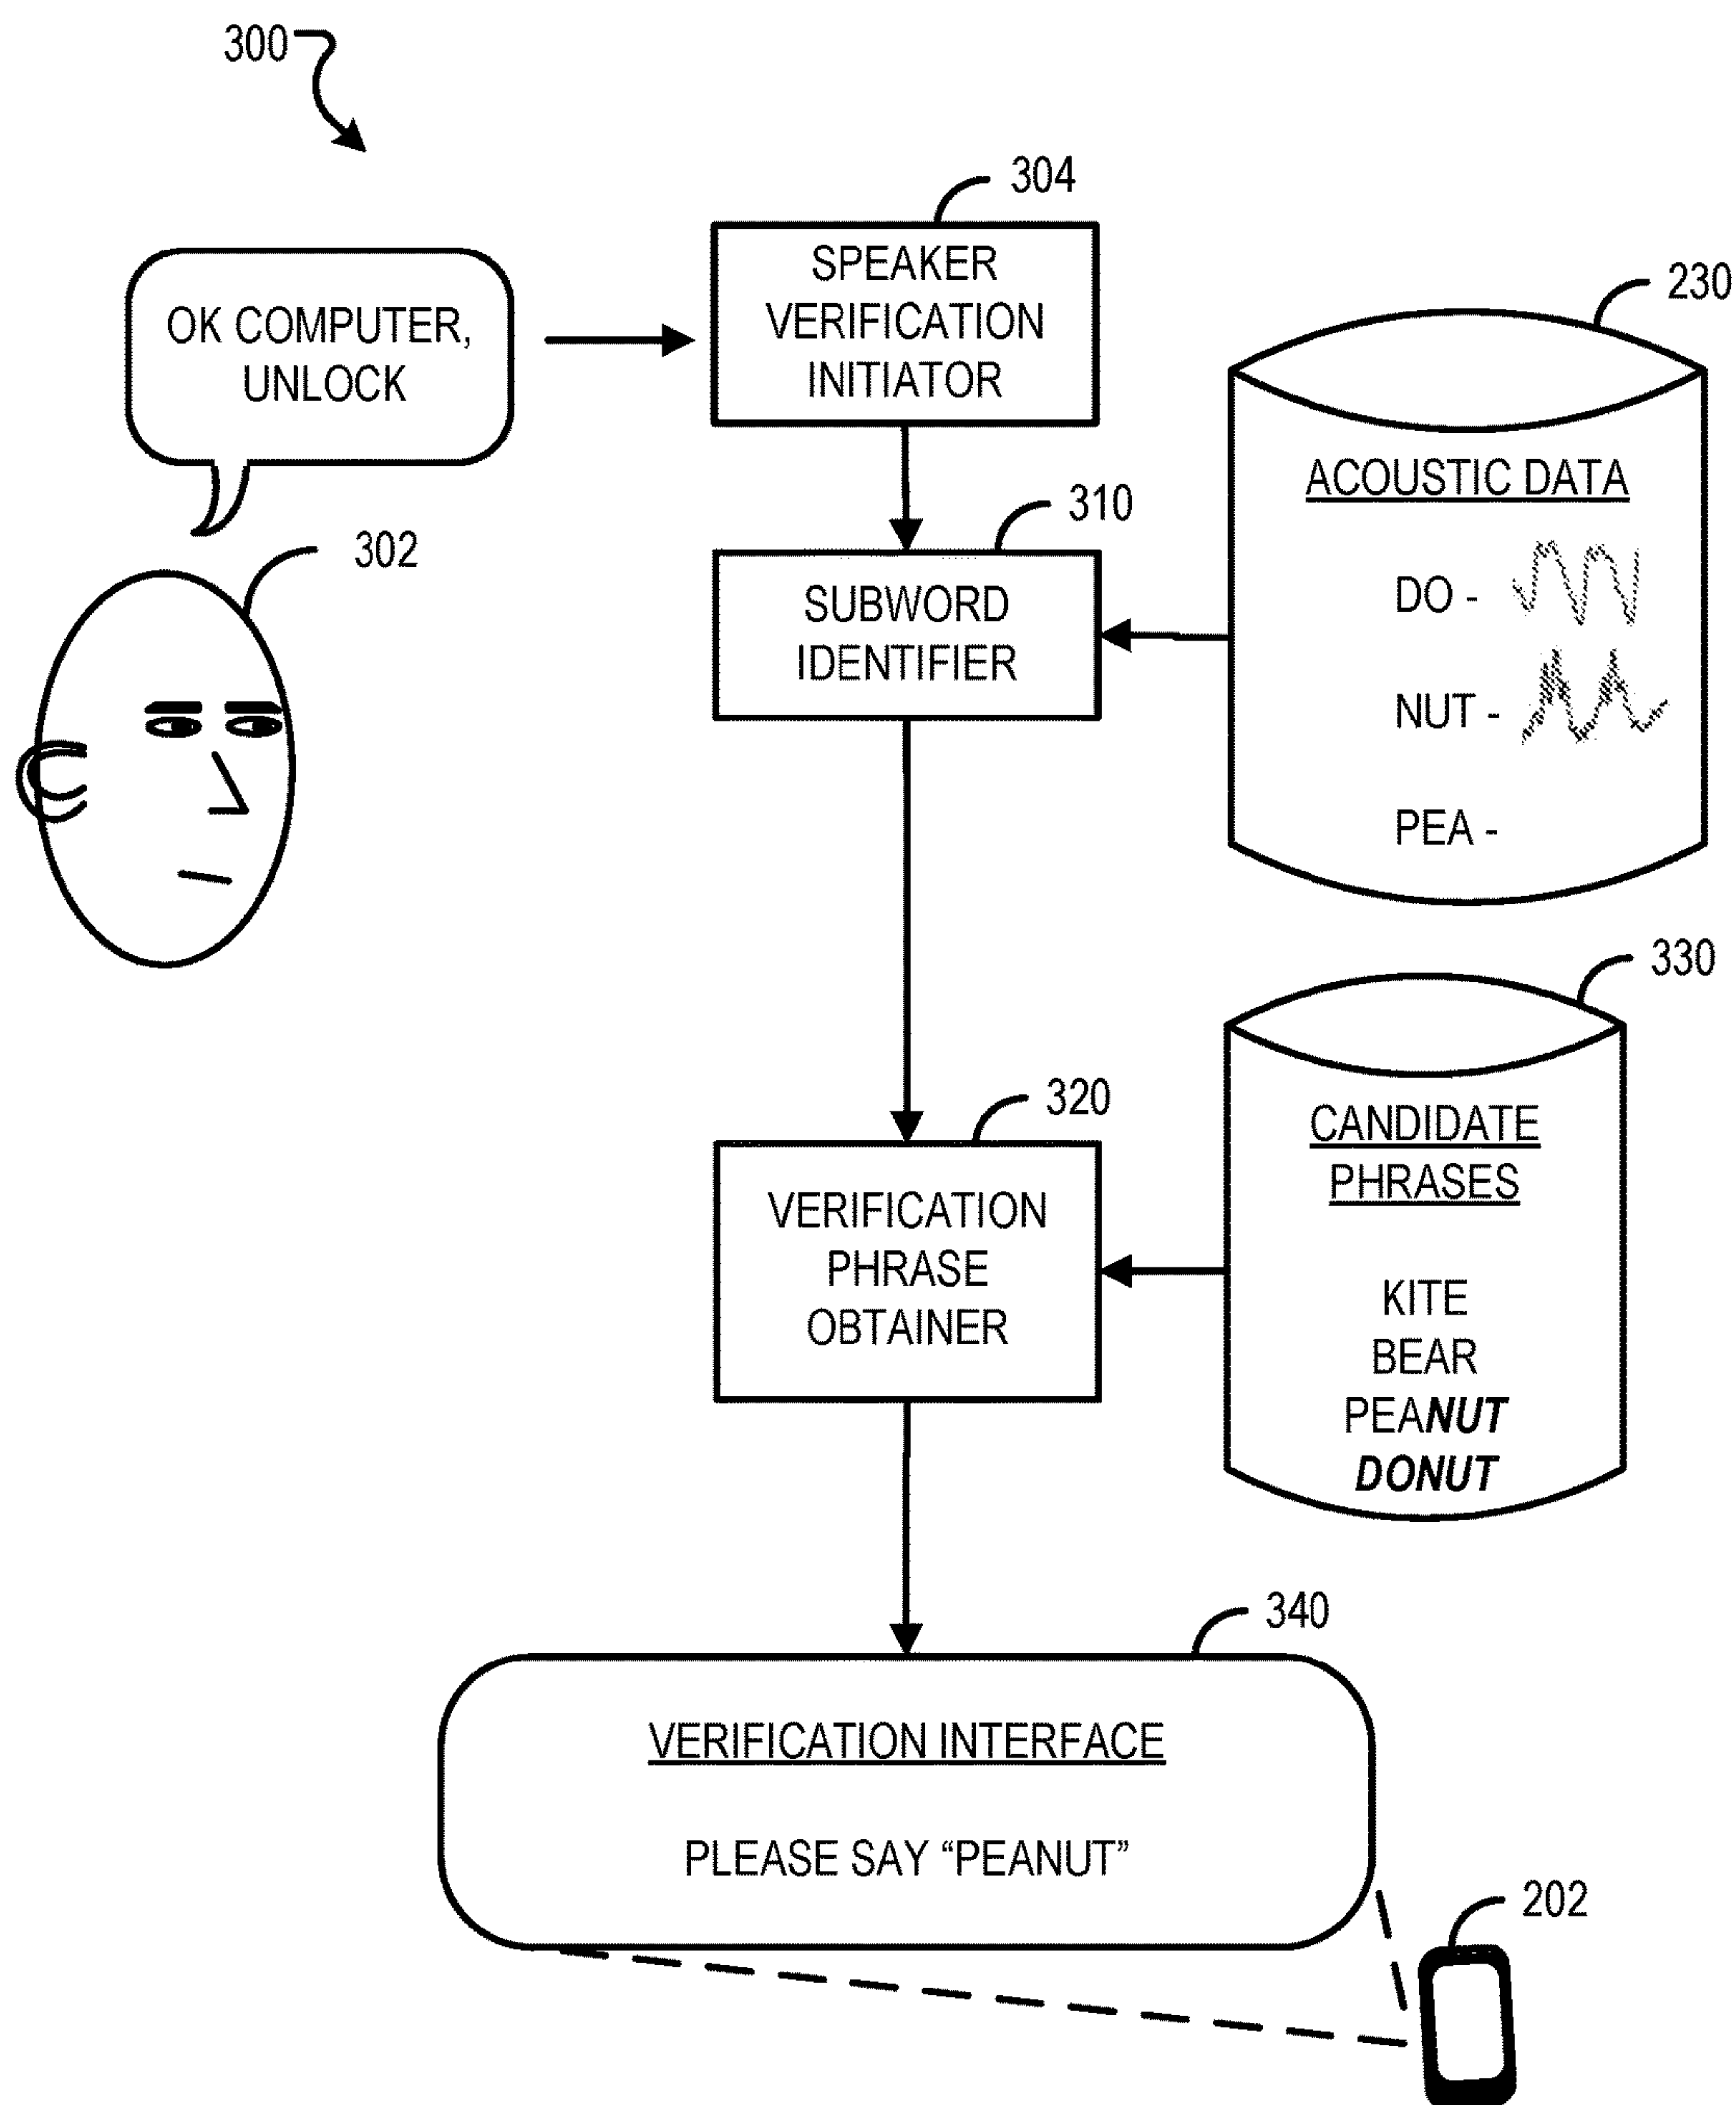 300
304
SPEAKER
VERIFICATION
INITIATOR
OK COMPUTER,
UNLOCK
230
ACOUSTIC DATA
DO -
NUT -
PEA -
302
310
SUBWORD
IDENTIFIER
330
CANDIDATE
PHRASES
KITE
BEAR
PEANUT
DONUT
320
VERIFICATION
PHRASE
OBTAINER
340
VERIFICATION INTERFACE
PLEASE SAY “PEANUT”
202